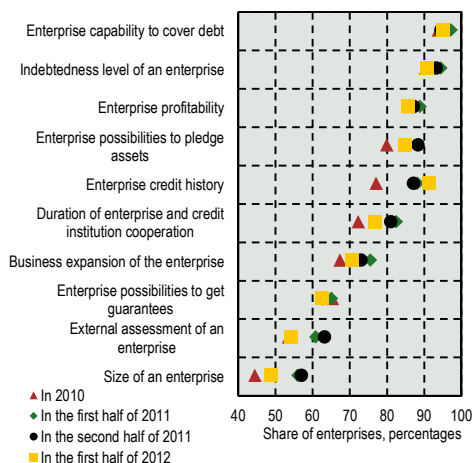 Enterprise capability to cover debt
Indebtedness level of an enterprise
Enterprise profitability
Enterprise possibilities to pledge
assets
Enterprise credit history
Duration of enterprise and credit
institution cooperation
Business expansion of the enterprise
Enterprise possibilities to get
guarantees
External assessment of an
enterprise
Size of an enterprise
40 50 60 70 80 90 100
Share of enterprises, percentages
In 2010
In the first half of 2011
In the second half of 2011
In the first half of 2012